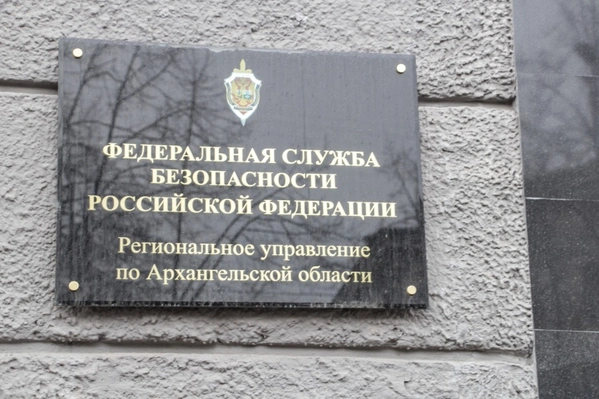 ФЕДЕРАЛЬНАЯ СЛУЖБА
БЕЗОПАСНОСТИ
РОССИЙСКОЙ ФЕДЕРАЦИИ
Региональное управление
по Архангельской области